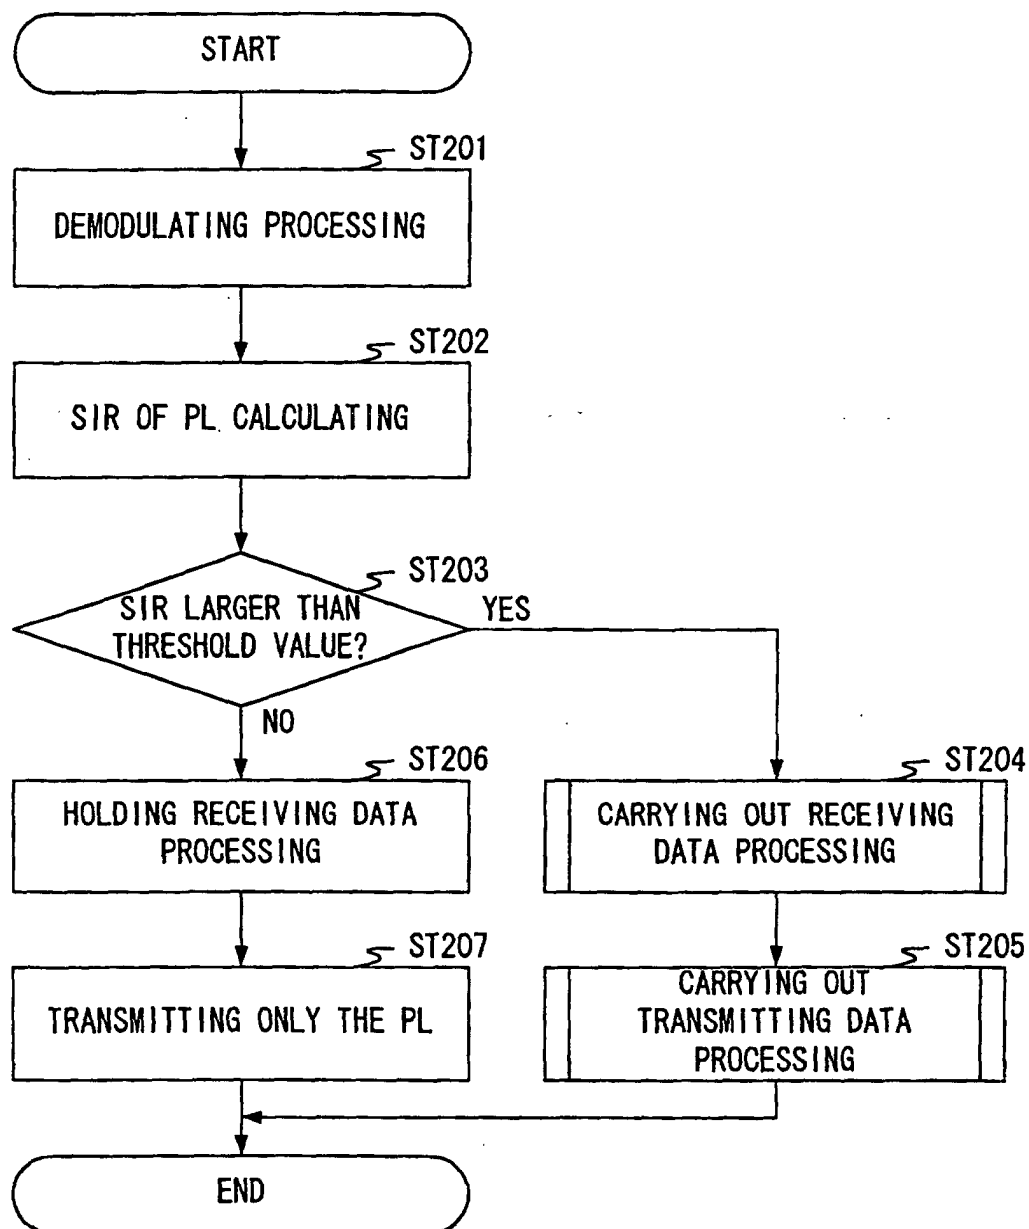 START
ST201
DEMODULATING PROCESSING
ST202
SIR OF PL CALCULATING
ST203
SIR LARGER THAN
THRESHOLD VALUE?
YES
NO
ST206
HOLDING RECEIVING DATA
PROCESSING
ST204
CARRYING OUT RECEIVING
DATA PROCESSING
ST207
TRANSMITTING ONLY THE PL
ST205
CARRYING OUT
TRANSMITTING DATA
PROCESSING
END